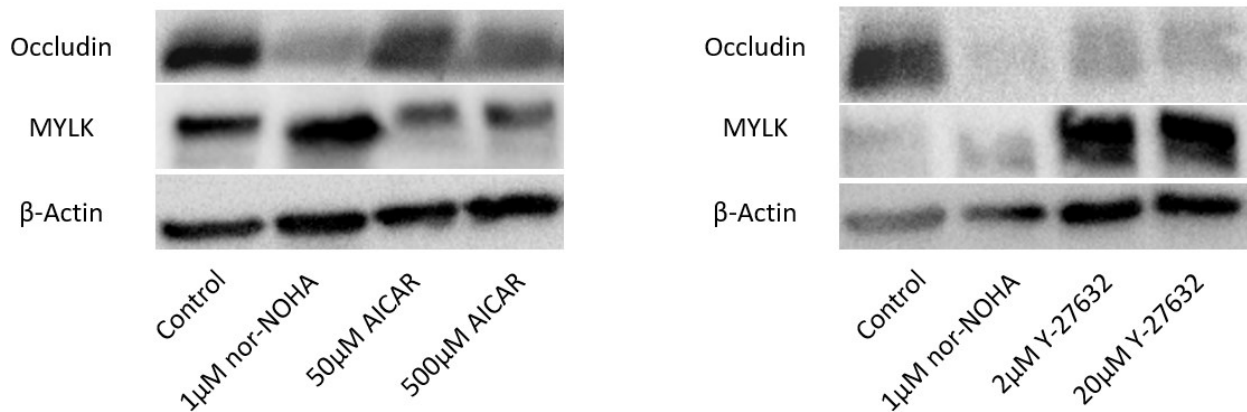 Occludin
MYLK
β-Actin
Control
1μM nor-NOHA
50μM AICAR
500μM AICAR
Occludin
MYLK
β-Actin
Control
1μM nor-NOHA
2μM Y-27632
20μM Y-27632